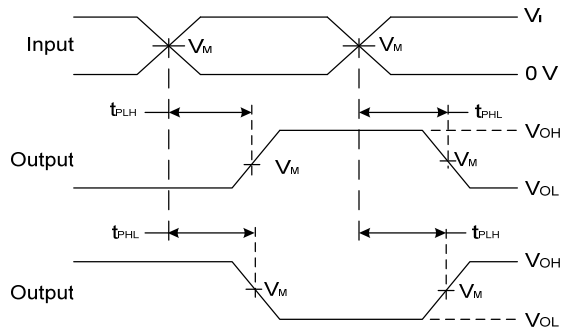 VI
Input VM VM
0 V
tPLH tPHL
VOH
Output VM VM
VOL
tPHL tPLH
VOH
Output VM VM
VOL